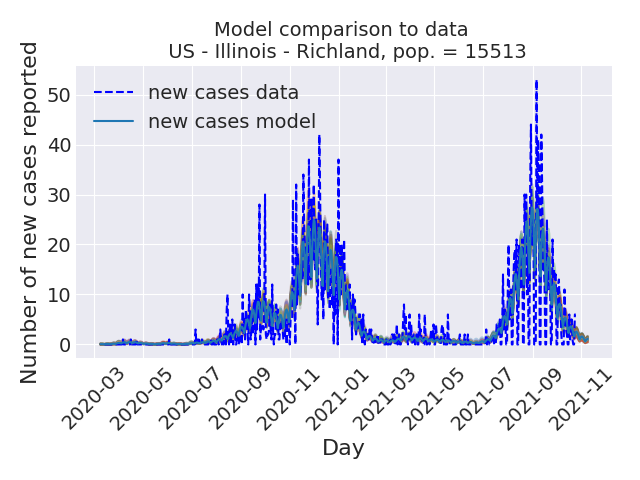 Model comparison to data
US - Illinois - Richland, pop. = 15513
new cases data
new cases model
Number of new cases reported
50
40
30
20
10
0
2020-03
2020-05
2020-07
2020-09
2020-11
2021-01
2021-03
2021-05
2021-07
2021-09
2021-11
Day